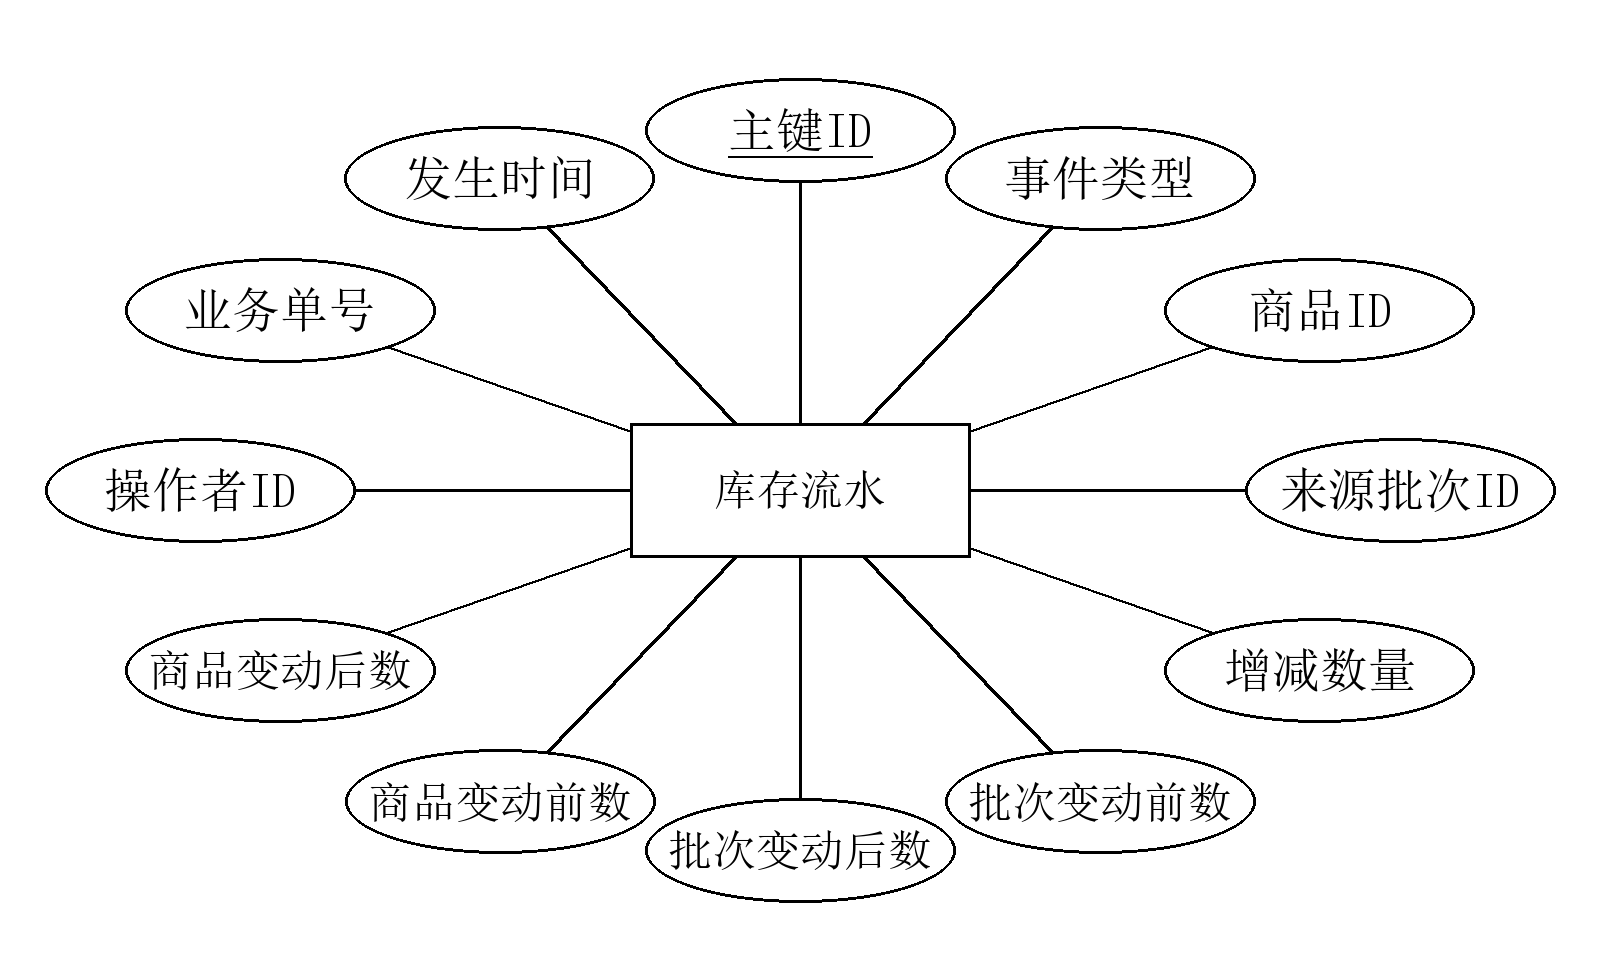 主键ID
发生时间
事件类型
业务单号
商品ID
操作者ID
库存流水
来源批次ID
商品变动后数
增减数量
商品变动前数
批次变动前数
批次变动后数